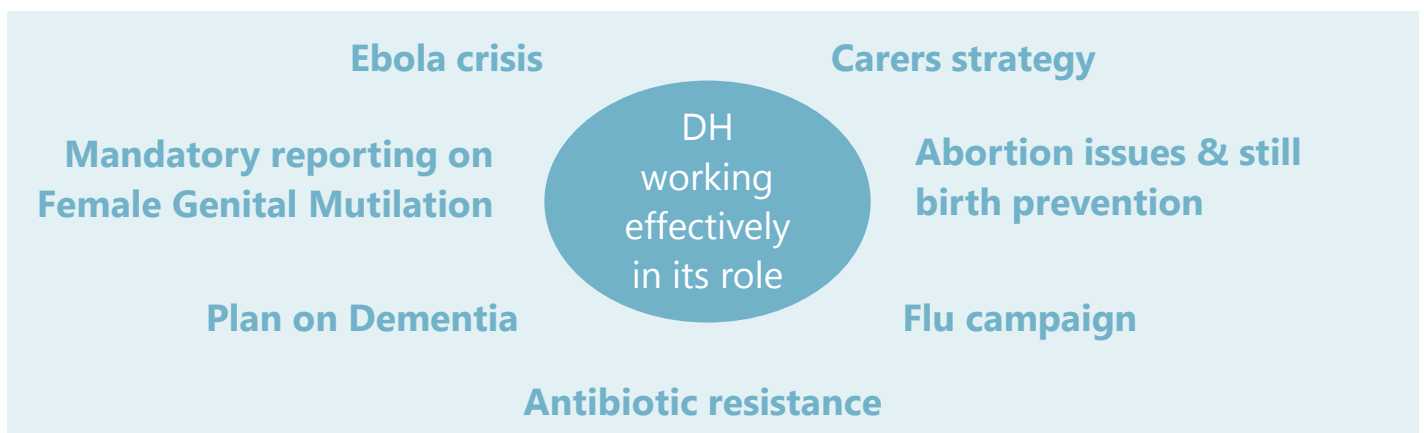 Ebola crisis
Carers strategy
DH
working
effectively
in its role
Mandatory reporting on
Female Genital Mutilation
Abortion issues & still
birth prevention
Plan on Dementia
Flu campaign
Antibiotic resistance